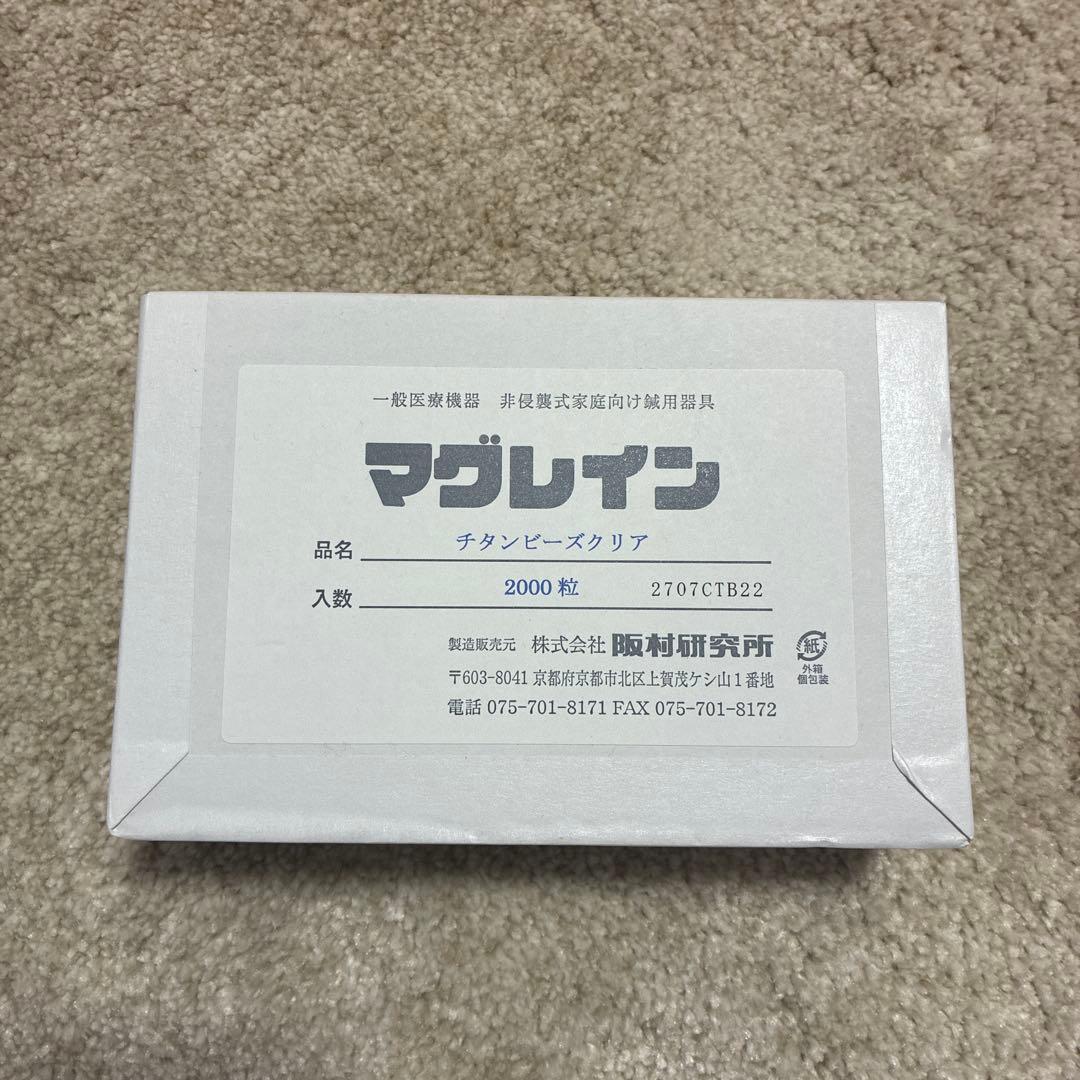 一般医療機器 非侵襲式家庭向け鍼用器具
マグレイン
品名 チタンビーズクリア
入数 2000 粒 2707CTB22
製造販売元 株式会社 阪村研究所
〒603-8041 京都府京都市北区上賀茂ケシ山1番地
電話 075-701-8171 FAX 075-701-8172
紙
外箱
個包装